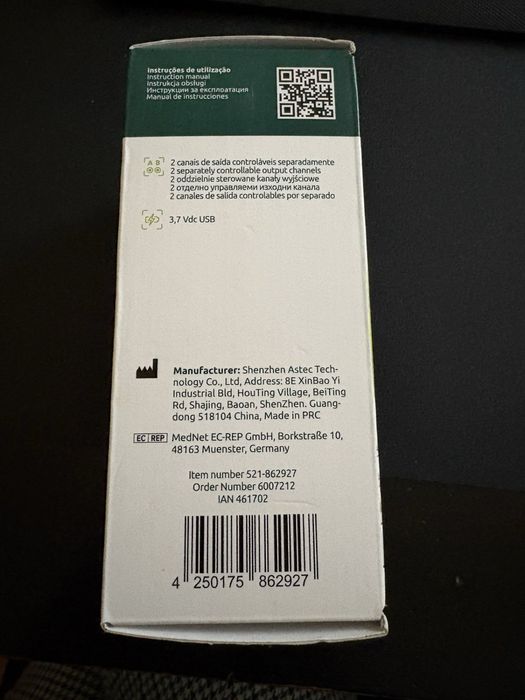 Instruções de utilização
Instruction manual
Instrukcja obsługi
Инструкции за експлоатация
Manual de instrucciones
A B
2 canais de saída controláveis separadamente
2 separately controllable output channels
2 oddzielnie sterowane kanały wyjściowe
2 отделно управляеми изходни канала
2 canales de salida controlables por separado
3,7 Vdc USB
Manufacturer: Shenzhen Astec Tech-
nology Co., Ltd, Address: 8E XinBao Yi
Industrial Bld, HouTing Village, BeiTing
Rd, Shajing, Baoan, ShenZhen. Guang-
dong 518104 China, Made in PRC
EC REP MedNet EC-REP GmbH, Borkstraße 10,
48163 Muenster, Germany
Item number 521-862927
Order Number 6007212
IAN 461702
4 250175 862927